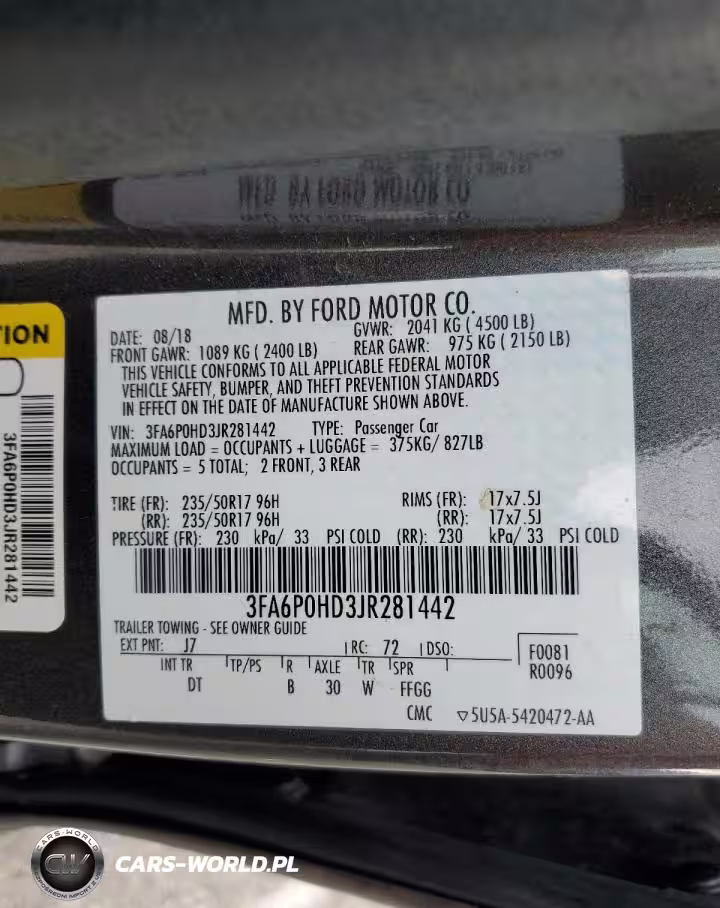 MFD. BY FORD MOTOR CO.
DATE: 08/18 GVWR: 2041 KG ( 4500 LB)
FRONT GAWR: 1089 KG ( 2400 LB) REAR GAWR: 975 KG ( 2150 LB)
THIS VEHICLE CONFORMS TO ALL APPLICABLE FEDERAL MOTOR
VEHICLE SAFETY, BUMPER, AND THEFT PREVENTION STANDARDS
IN EFFECT ON THE DATE OF MANUFACTURE SHOWN ABOVE.
VIN: 3FA6P0HD3JR281442 TYPE: Passenger Car
MAXIMUM LOAD = OCCUPANTS + LUGGAGE = 375KG/ 827LB
OCCUPANTS = 5 TOTAL; 2 FRONT, 3 REAR
TIRE (FR): 235/50R17 96H RIMS (FR): 17x7.5J
(RR): 235/50R17 96H (RR): 17x7.5J
PRESSURE (FR): 230 kPa/ 33 PSI COLD (RR): 230 kPa/ 33 PSI COLD
3FA6P0HD3JR281442
TRAILER TOWING - SEE OWNER GUIDE
EXT PNT: J7 RC: 72 DSO: F0081
INT TR TP/PS R AXLE TR SPR R0096
DT B 30 W FFGG
CMC 5U5A-5420472-AA
TION
3FA6P0HD3JR281442
CARS-WORLD
CW
CARS-WORLD.PL